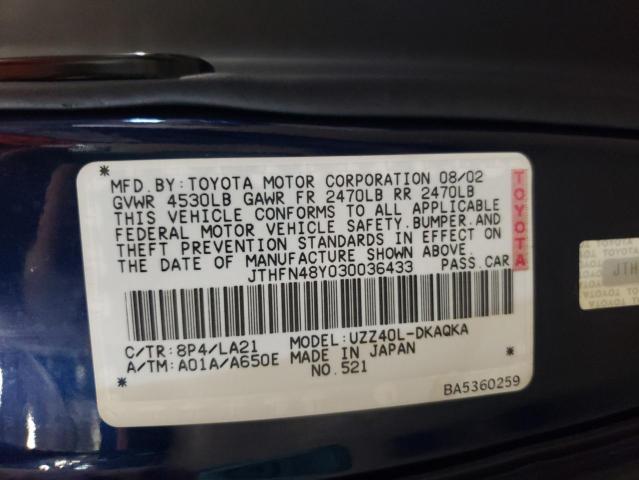 MFD. BY: TOYOTA MOTOR CORPORATION 08/02
GVWR 4530LB GAWR FR 2470LB RR 2470LB
THIS VEHICLE CONFORMS TO ALL APPLICABLE
FEDERAL MOTOR VEHICLE SAFETY, BUMPER, AND
THEFT PREVENTION STANDARDS IN EFFECT ON
THE DATE OF MANUFACTURE SHOWN ABOVE.
JTHFN48Y030036433 PASS. CAR
TOYOTA
C/TR: 8P4/LA21 MODEL: UZZ40L-DKAQKA
A/TM: A01A/A650E MADE IN JAPAN
NO. 521
BA5360259
JTH